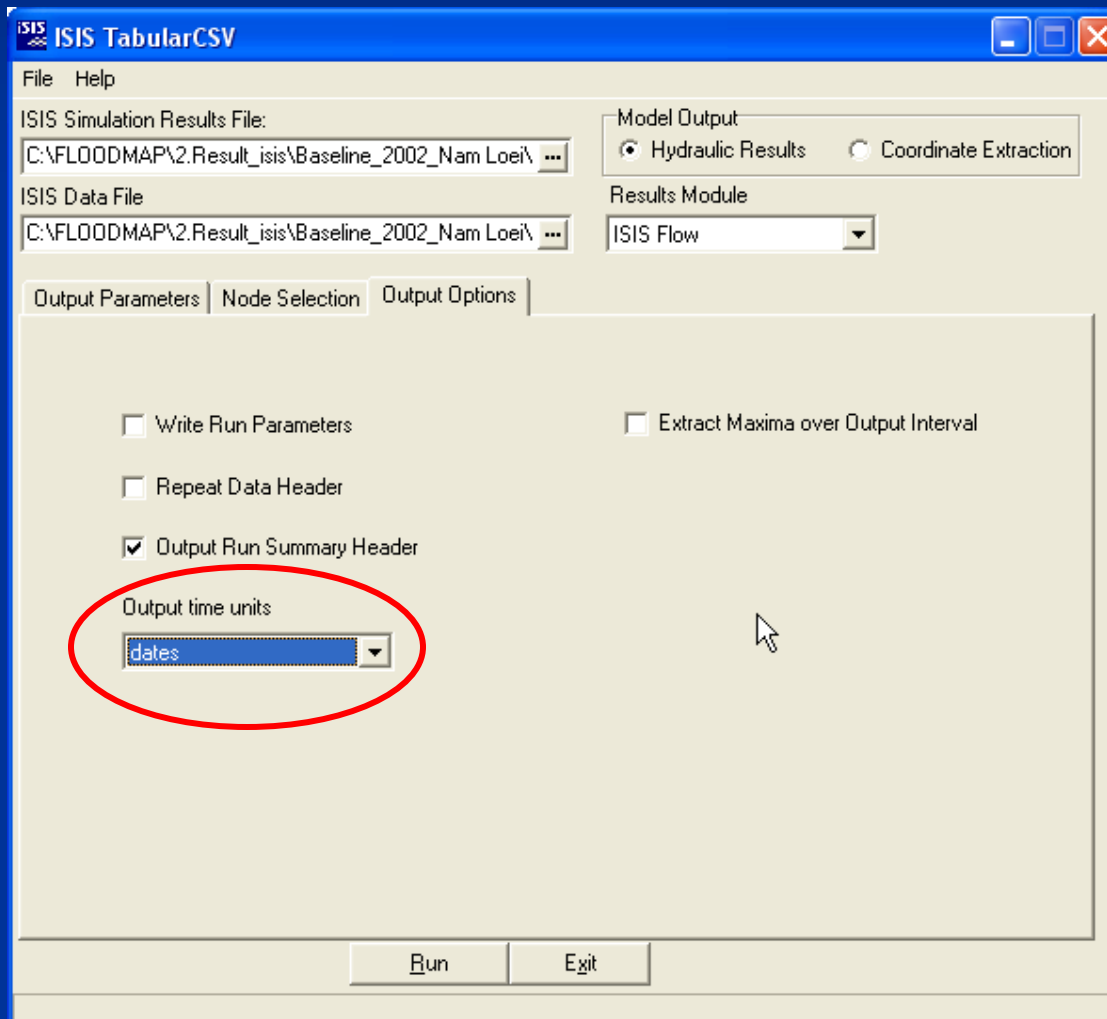 ISIS TabularCSV
File Help
ISIS Simulation Results File:
C:\FLOODMAP\2.Result_isis\Baseline_2002_Nam Loei\ ...
Model Output
Hydraulic Results Coordinate Extraction
ISIS Data File
C:\FLOODMAP\2.Result_isis\Baseline_2002_Nam Loei\ ...
Results Module
ISIS Flow
Output Parameters Node Selection Output Options
Write Run Parameters
Extract Maxima over Output Interval
Repeat Data Header
Output Run Summary Header
Output time units
dates
Run Exit